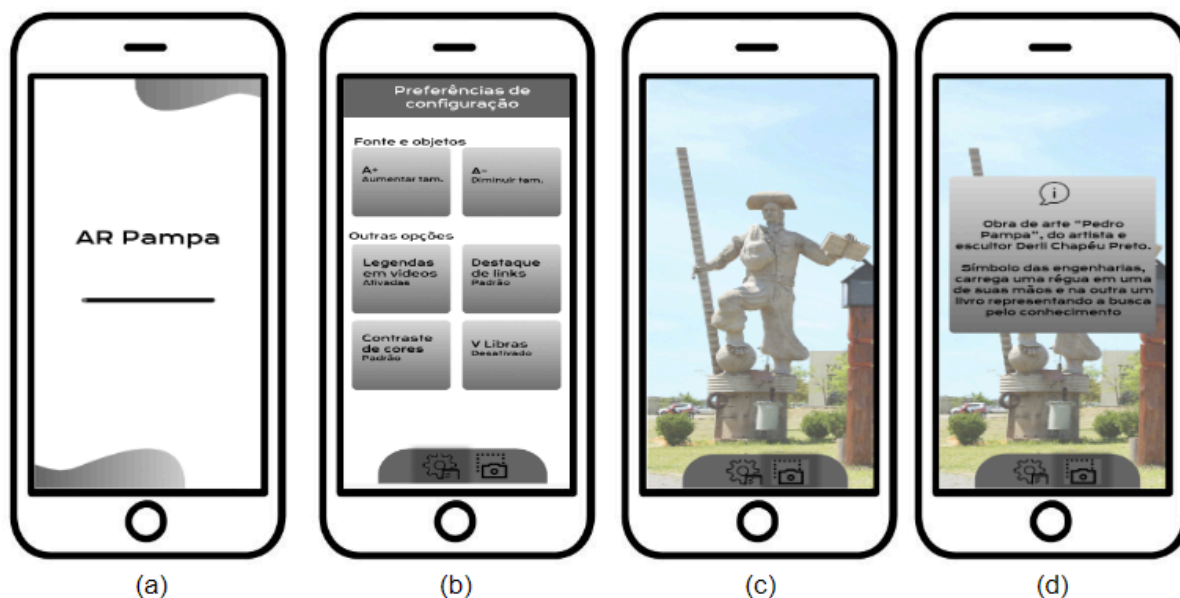 AR Pampa
Preferências de
configuração
Fonte e objetos
A+
Aumentar tam.
A-
Diminuir tam.
Outras opções
Legendas
em vídeos
Ativadas
Destaque
de links
Padrão
Contraste
de cores
Padrão
V Libras
Desativado
i
Obra de arte "Pedro
Pampa", do artista e
escultor Derli Chapéu Preto.
Símbolo das engenharias,
carrega uma régua em uma
de suas mãos e na outra um
livro representando a busca
pelo conhecimento
(a)
(b)
(c)
(d)